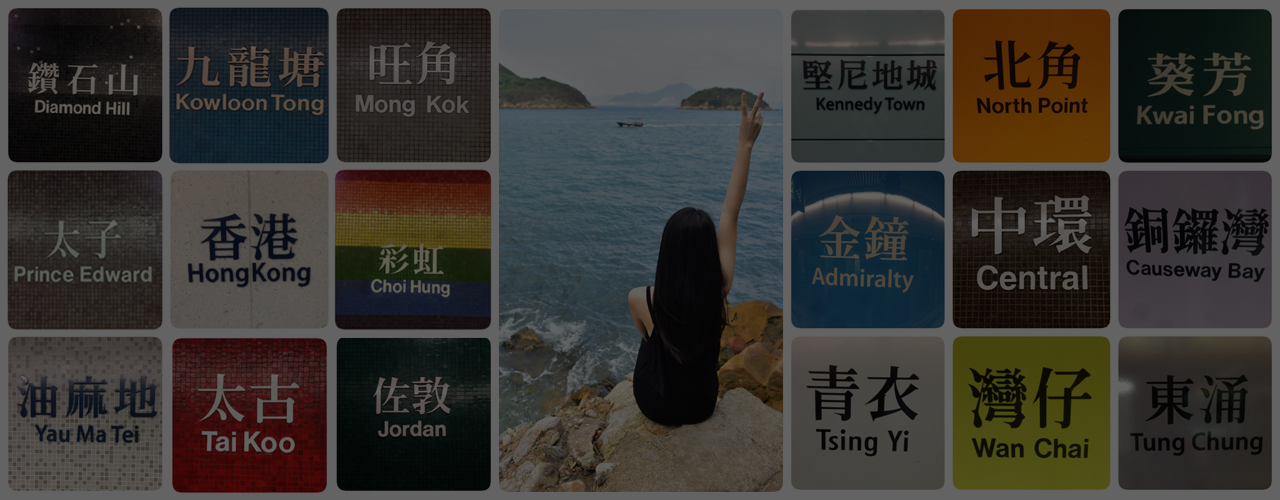 鑽石山
Diamond Hill
九龍塘
Kowloon Tong
旺角
Mong Kok
堅尼地城
Kennedy Town
北角
North Point
葵芳
Kwai Fong
太子
Prince Edward
香港
HongKong
彩虹
Choi Hung
金鐘
Admiralty
中環
Central
銅鑼灣
Causeway Bay
油麻地
Yau Ma Tei
太古
Tai Koo
佐敦
Jordan
青衣
Tsing Yi
灣仔
Wan Chai
東涌
Tung Chung